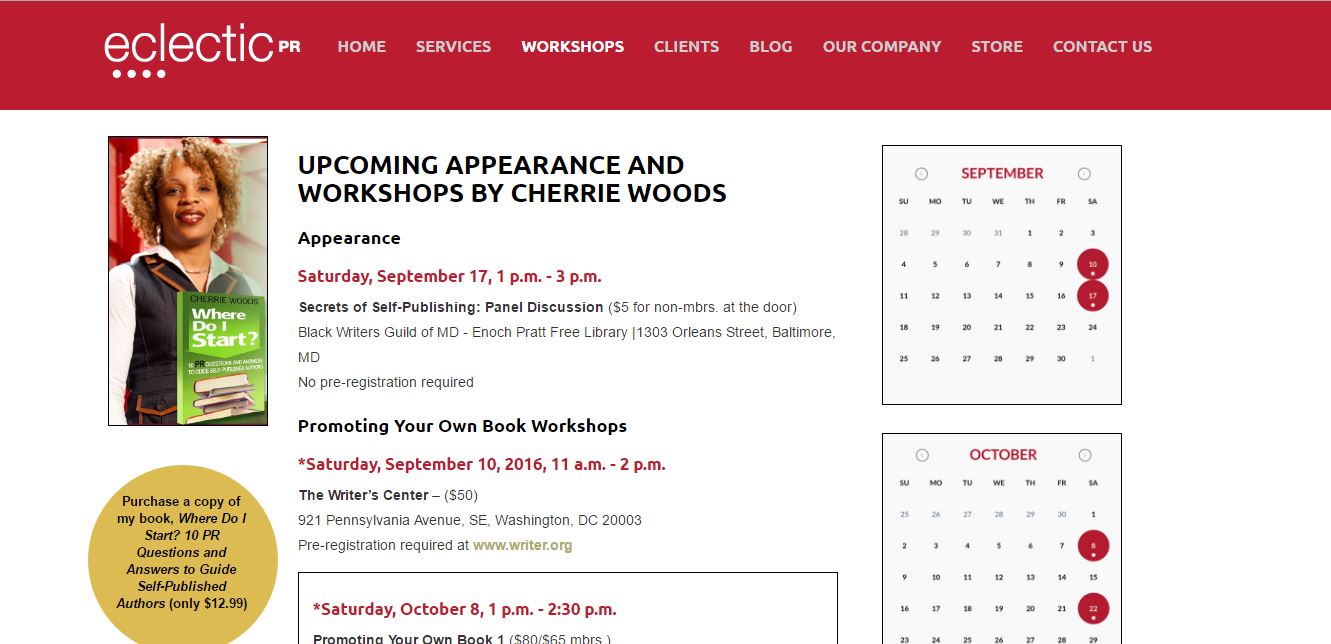 eclectic PR
HOME SERVICES WORKSHOPS CLIENTS BLOG OUR COMPANY STORE CONTACT US
CHERRIE WOODS
Where
Do I
Start?
10 PR QUESTIONS AND ANSWERS
TO GUIDE SELF-PUBLISHED AUTHORS
Purchase a copy of
my book, Where Do I
Start? 10 PR
Questions and
Answers to Guide
Self-Published
Authors (only $12.99)
UPCOMING APPEARANCE AND
WORKSHOPS BY CHERRIE WOODS
Appearance
Saturday, September 17, 1 p.m. - 3 p.m.
Secrets of Self-Publishing: Panel Discussion ($5 for non-mbrs. at the door)
Black Writers Guild of MD - Enoch Pratt Free Library |1303 Orleans Street, Baltimore,
MD
No pre-registration required
Promoting Your Own Book Workshops
*Saturday, September 10, 2016, 11 a.m. - 2 p.m.
The Writer’s Center – ($50)
921 Pennsylvania Avenue, SE, Washington, DC 20003
Pre-registration required at www.writer.org
*Saturday, October 8, 1 p.m. - 2:30 p.m.
Promoting Your Own Book 1 ($80/$65 mbrs.)
SEPTEMBER
SU MO TU WE TH FR SA
28 29 30 31 1 2 3
4 5 6 7 8 9 10
11 12 13 14 15 16 17
18 19 20 21 22 23 24
25 26 27 28 29 30 1
OCTOBER
SU MO TU WE TH FR SA
25 26 27 28 29 30 1
2 3 4 5 6 7 8
9 10 11 12 13 14 15
16 17 18 19 20 21 22
23 24 25 26 27 28 29